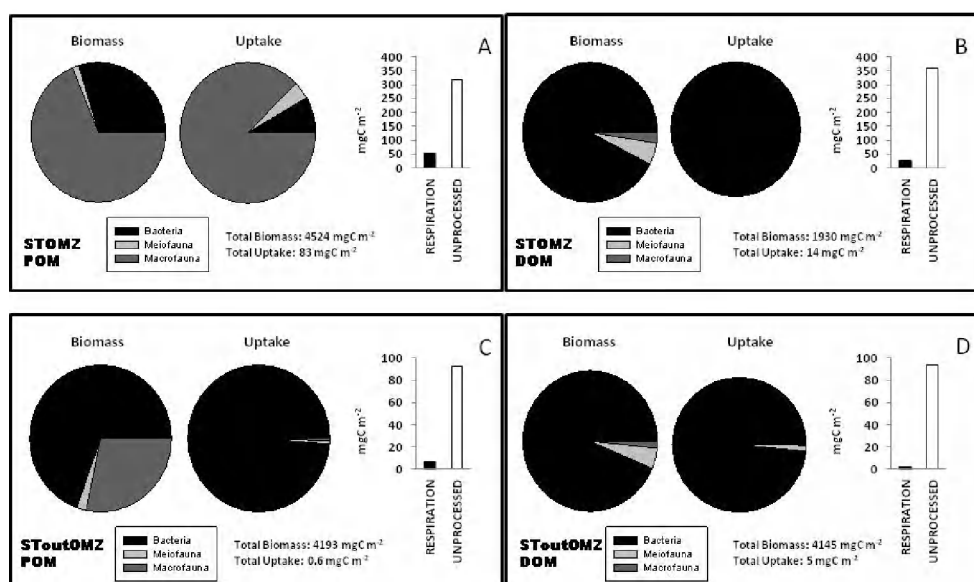 Biomass
Uptake
A
400
350
300
250
200
150
100
50
0
mgC m-2
RESPIRATION
UNPROCESSED
STOMZ
POM
Bacteria
Meiofauna
Macrofauna
Total Biomass: 4524 mgC m-2
Total Uptake: 83 mgC m-2
Biomass
Uptake
B
400
350
300
250
200
150
100
50
0
mgC m-2
RESPIRATION
UNPROCESSED
STOMZ
DOM
Bacteria
Meiofauna
Macrofauna
Total Biomass: 1930 mgC m-2
Total Uptake: 14 mgC m-2
Biomass
Uptake
C
100
80
60
40
20
0
mgC m-2
RESPIRATION
UNPROCESSED
SToutOMZ
POM
Bacteria
Meiofauna
Macrofauna
Total Biomass: 4193 mgC m-2
Total Uptake: 0.6 mgC m-2
Biomass
Uptake
D
100
80
60
40
20
0
mgC m-2
RESPIRATION
UNPROCESSED
SToutOMZ
DOM
Bacteria
Meiofauna
Macrofauna
Total Biomass: 4145 mgC m-2
Total Uptake: 5 mgC m-2